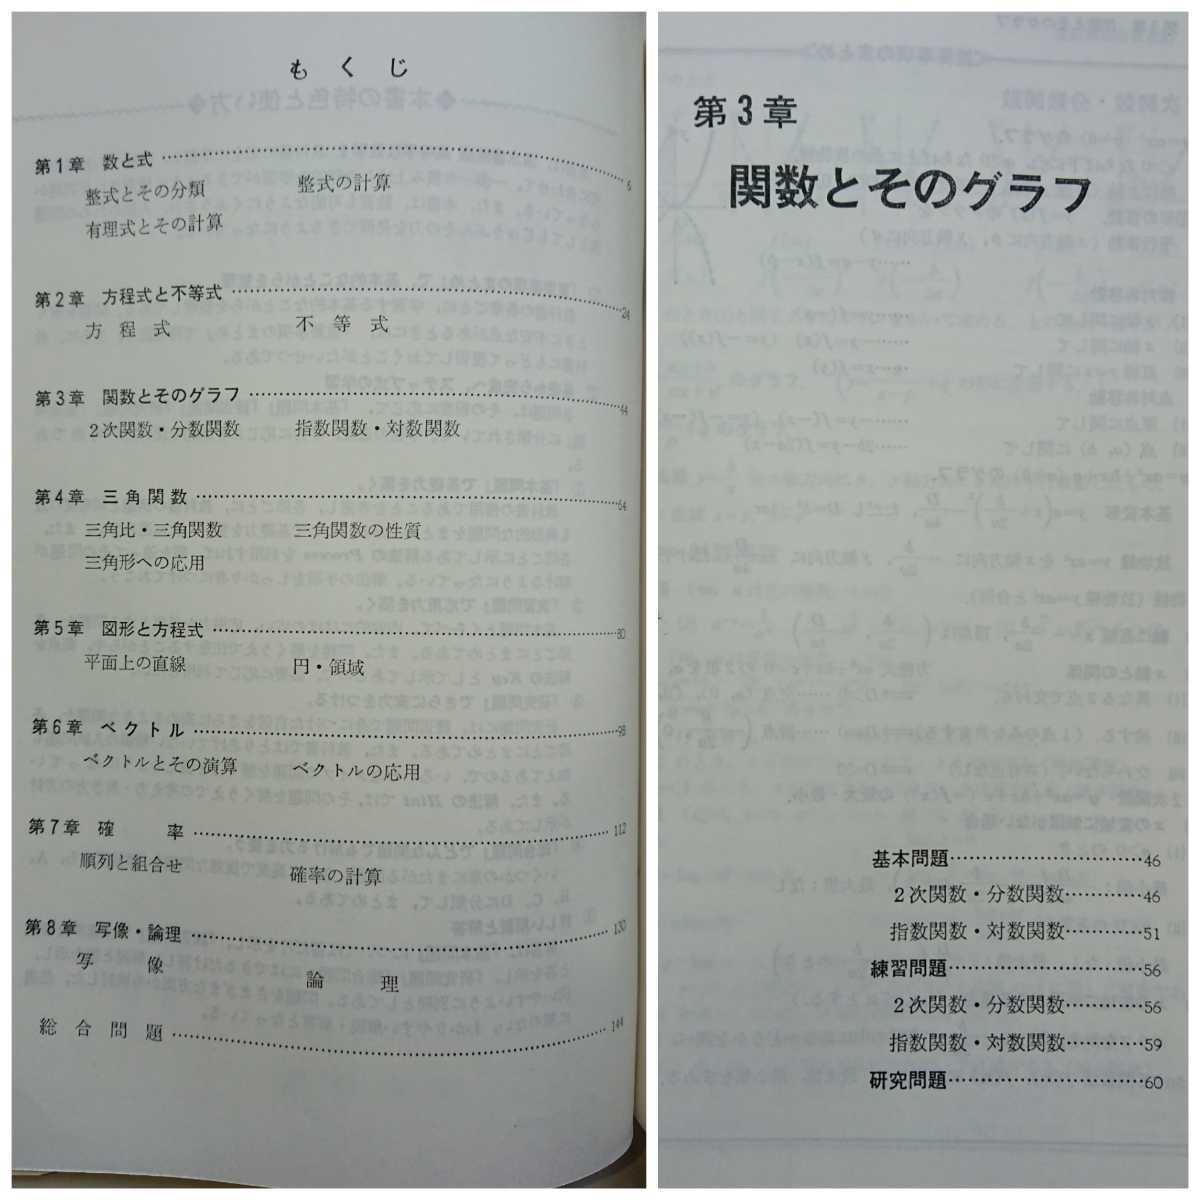 もくじ
第1章 数と式 6
整式とその分類 整式の計算
有理式とその計算
第2章 方程式と不等式 24
方程式 不等式
第3章 関数とそのグラフ 44
2次関数・分数関数 指数関数・対数関数
第4章 三角関数 64
三角比・三角関数 三角関数の性質
三角形への応用
第5章 図形と方程式 80
平面上の直線 円・領域
第6章 ベクトル 98
ベクトルとその演算 ベクトルの応用
第7章 確率 112
順列と組合せ 確率の計算
第8章 写像・論理 130
写像 論理
総合問題 144
第3章
関数とそのグラフ
基本問題 46
2次関数・分数関数 46
指数関数・対数関数 51
練習問題 56
2次関数・分数関数 56
指数関数・対数関数 59
研究問題 60